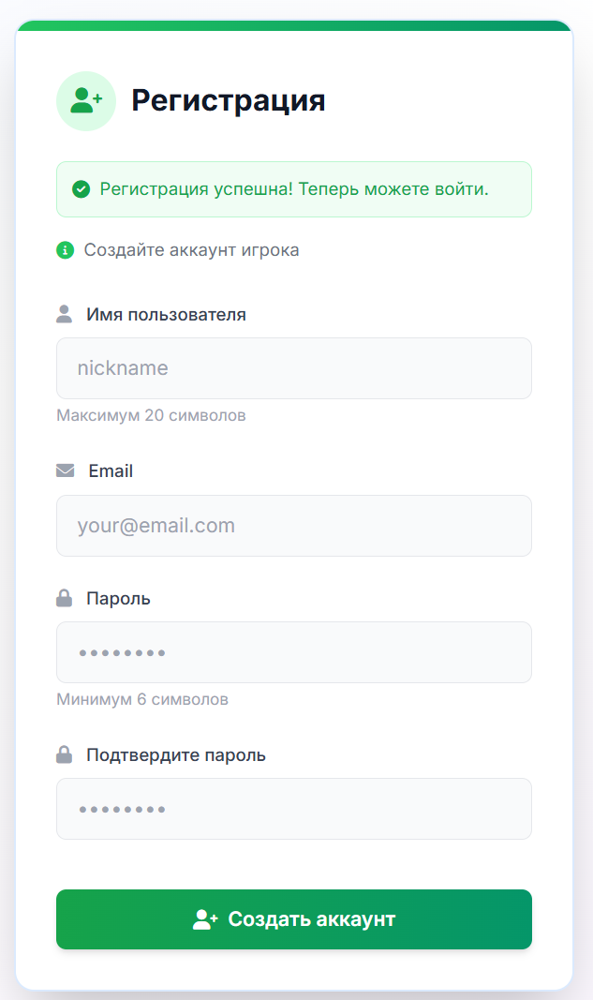 Регистрация
Регистрация успешна! Теперь можете войти.
Создайте аккаунт игрока
Имя пользователя
nickname
Максимум 20 символов
Email
your@email.com
Пароль
••••••••
Минимум 6 символов
Подтвердите пароль
••••••••
Создать аккаунт